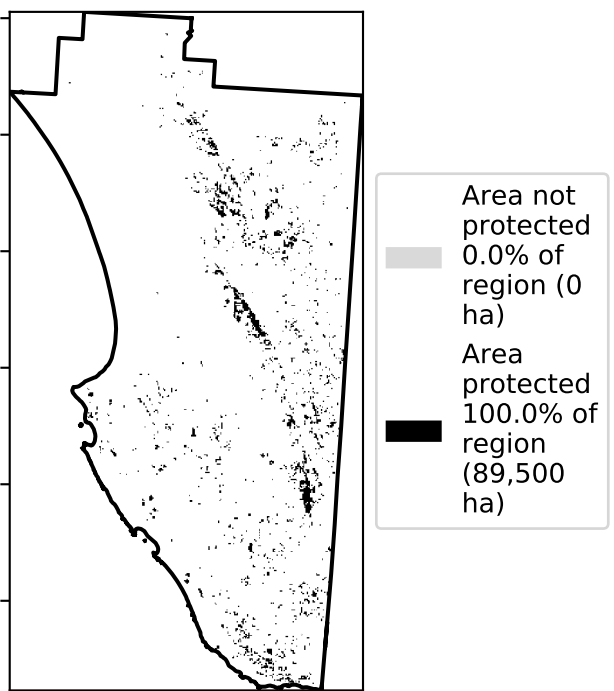 Area not
protected
0.0% of
region (0
ha)
Area
protected
100.0% of
region
(89,500
ha)